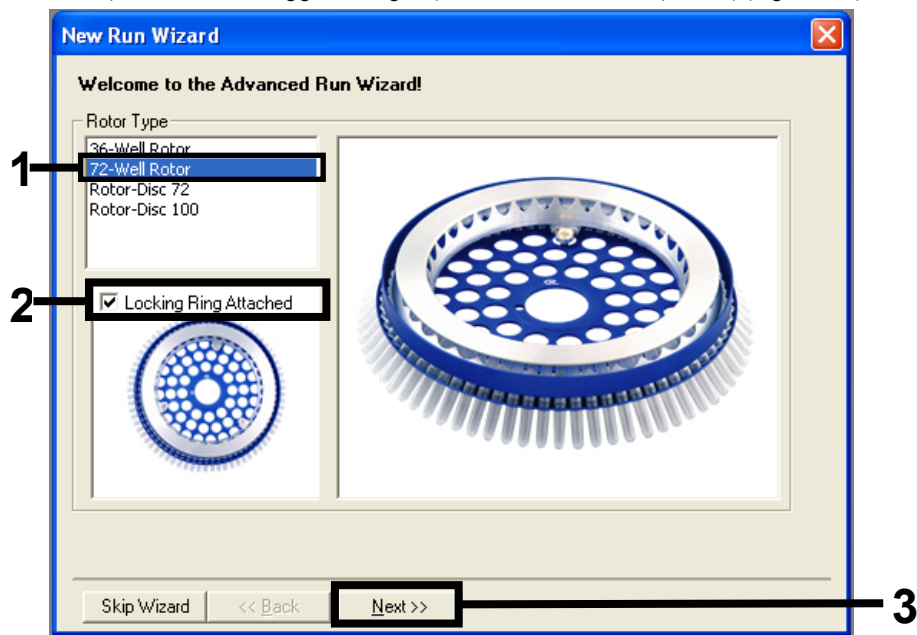 New Run Wizard
Welcome to the Advanced Run Wizard!
Rotor Type
36-Well Rotor
1
72-Well Rotor
Rotor-Disc 72
Rotor-Disc 100
2
Locking Ring Attached
Skip Wizard
<< Back
Next >>
3